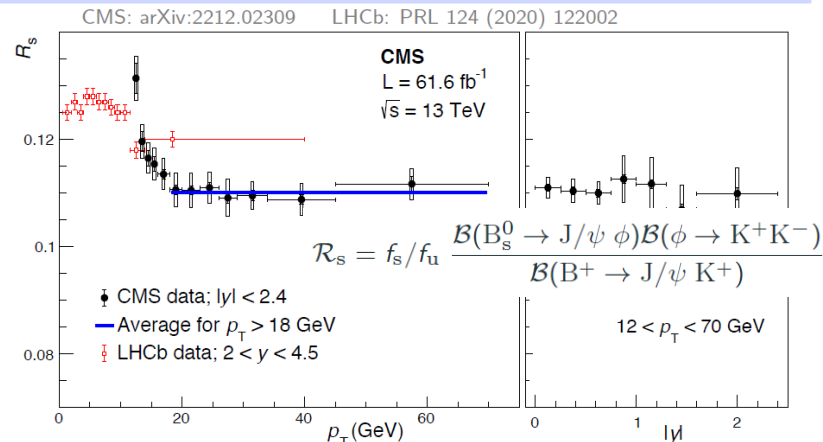 CMS: arXiv:2212.02309 LHCb: PRL 124 (2020) 122002
R_s
CMS
L = 61.6 fb⁻¹
√s = 13 TeV
0.12
0.1
0.08
R_s = f_s/f_u B(B_s^0 → J/ψ ϕ)B(ϕ → K⁺K⁻) / B(B⁺ → J/ψ K⁺)
CMS data; |y| < 2.4
Average for p_T > 18 GeV
LHCb data; 2 < y < 4.5
12 < p_T < 70 GeV
0 20 40 60
0 1 2
p_T (GeV)
|y|